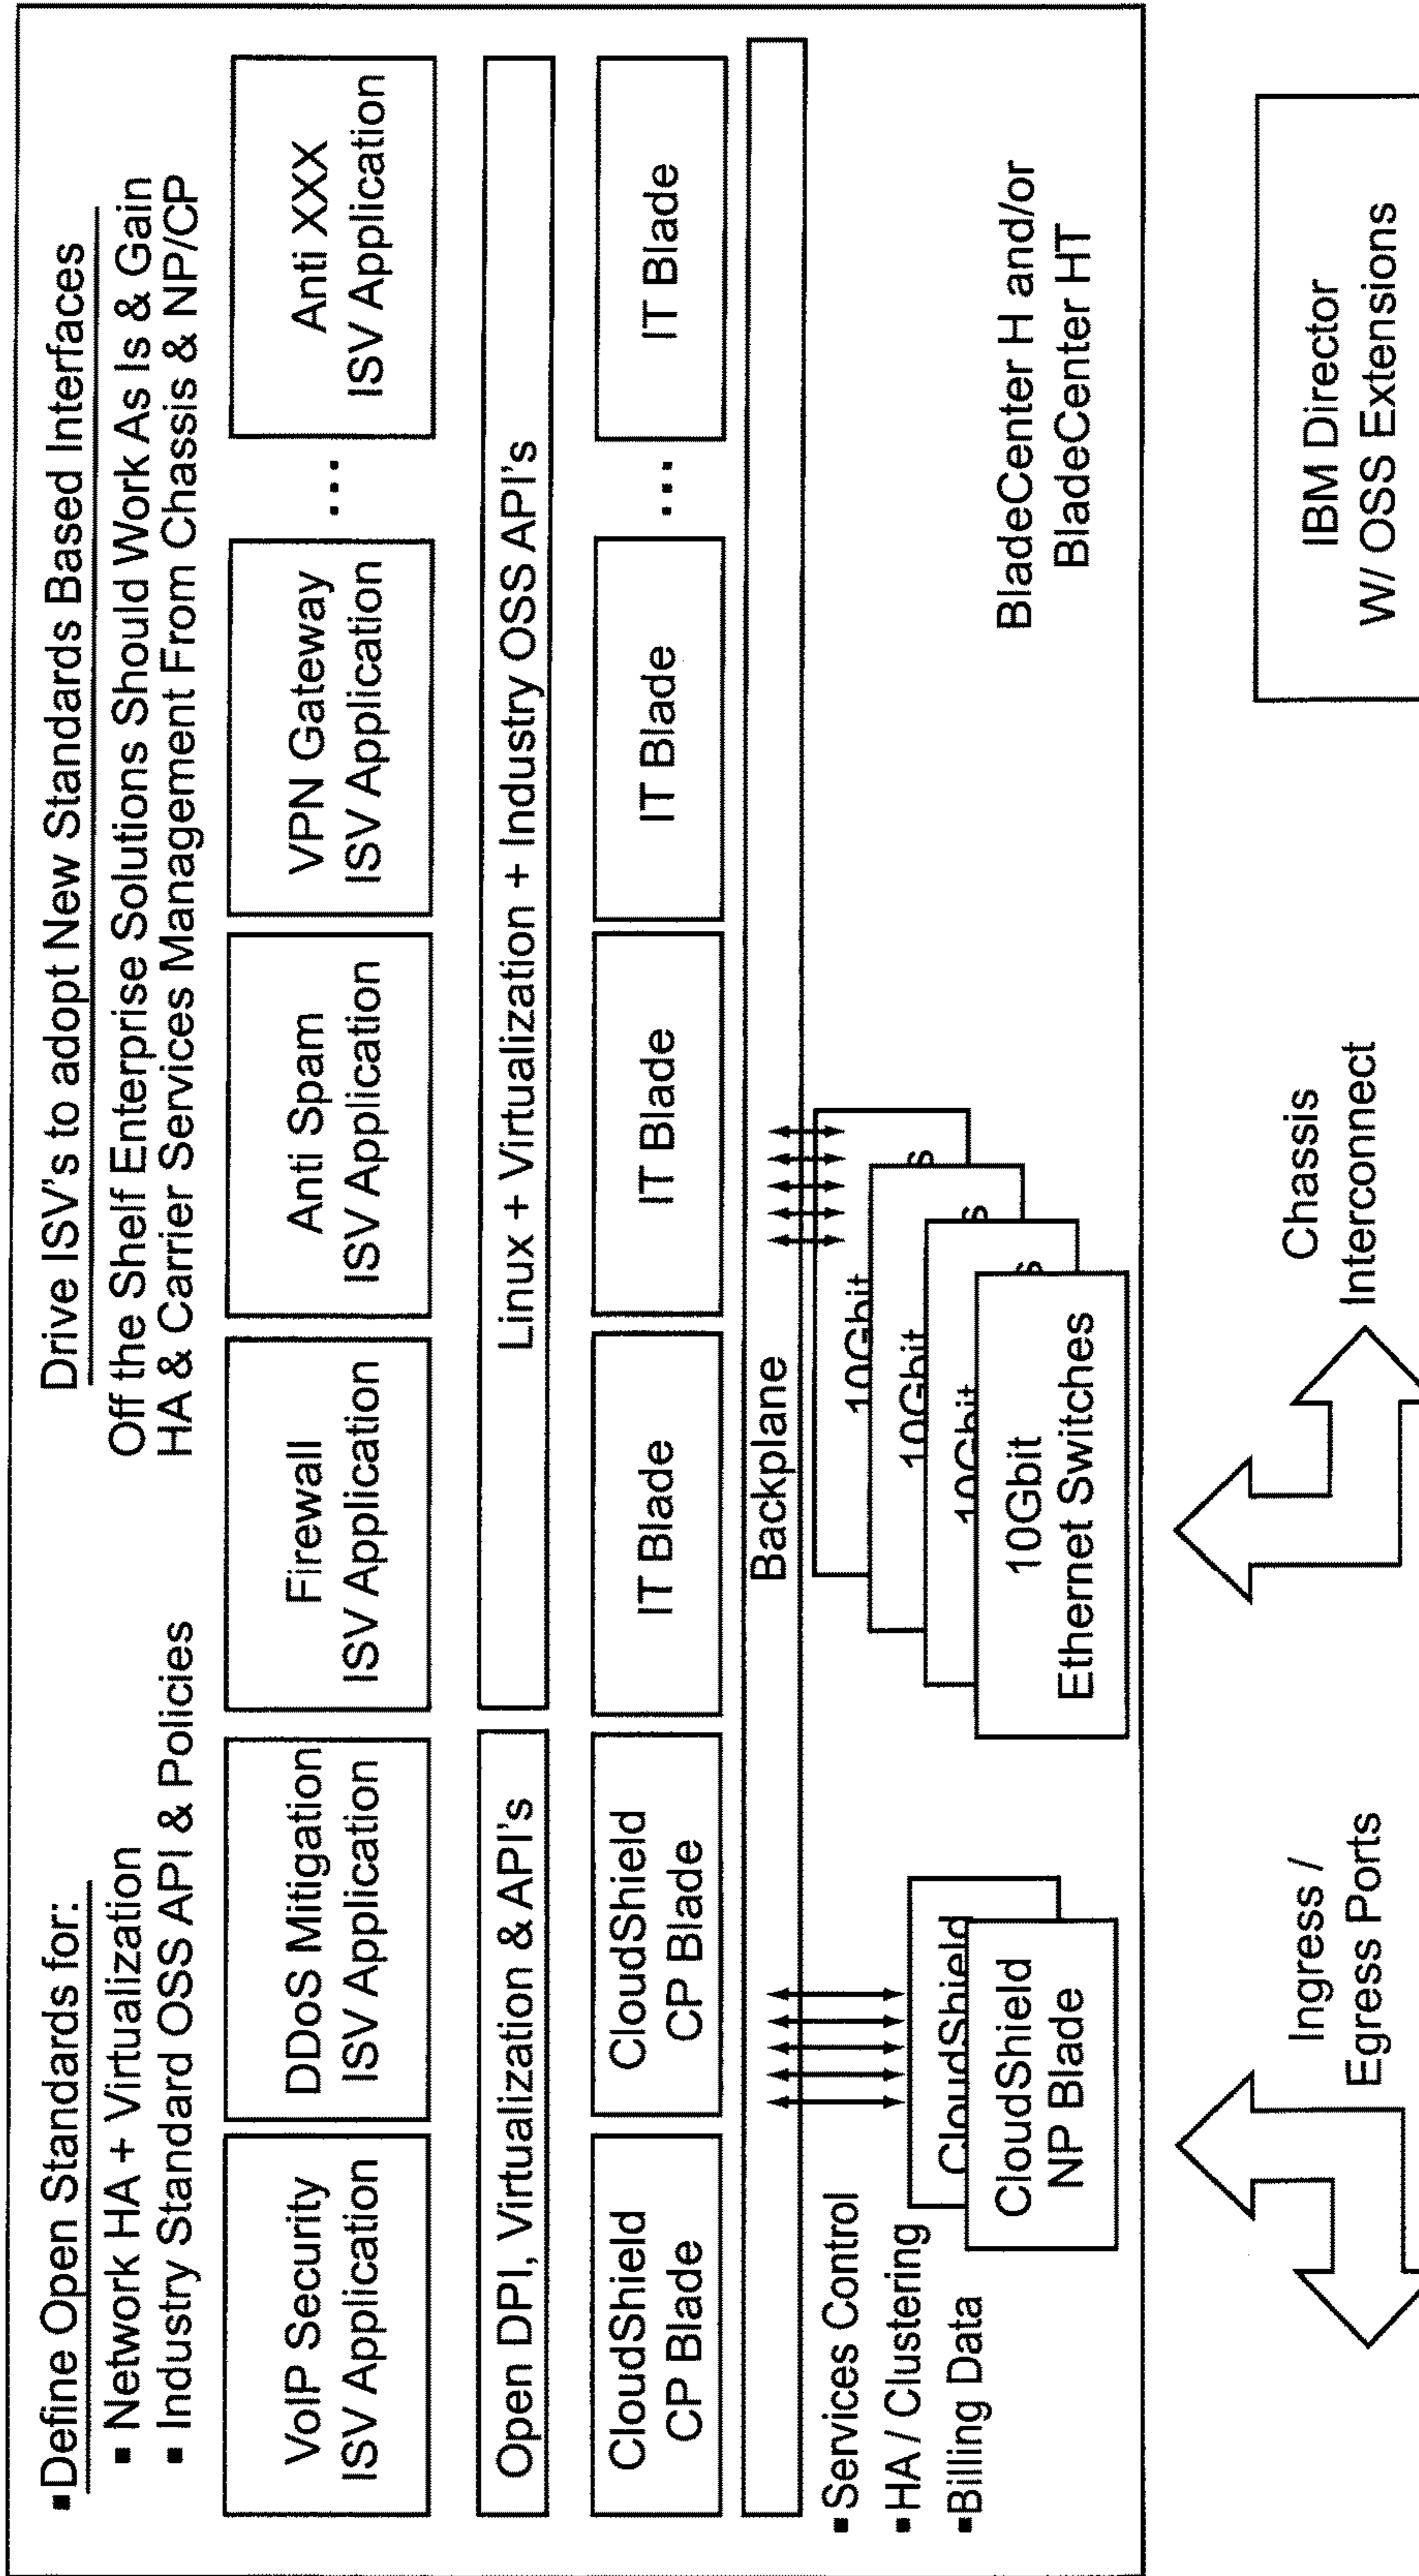 ▪Define Open Standards for:
▪ Network HA + Virtualization
▪ Industry Standard OSS API & Policies
Drive ISV's to adopt New Standards Based Interfaces
Off the Shelf Enterprise Solutions Should Work As Is & Gain
HA & Carrier Services Management From Chassis & NP/CP
VoIP Security
ISV Application
DDoS Mitigation
ISV Application
Firewall
ISV Application
Anti Spam
ISV Application
VPN Gateway
ISV Application
...
Anti XXX
ISV Application
Open DPI, Virtualization & API's
Linux + Virtualization + Industry OSS API's
CloudShield
CP Blade
CloudShield
CP Blade
IT Blade
IT Blade
IT Blade
...
IT Blade
Backplane
▪Services Control
▪HA / Clustering
▪Billing Data
CloudShield
CloudShield
NP Blade
10Gbit
s
10Gbit
s
10Gbit
s
10Gbit
Ethernet Switches
BladeCenter H and/or
BladeCenter HT
Ingress /
Egress Ports
Chassis
Interconnect
IBM Director
W/ OSS Extensions